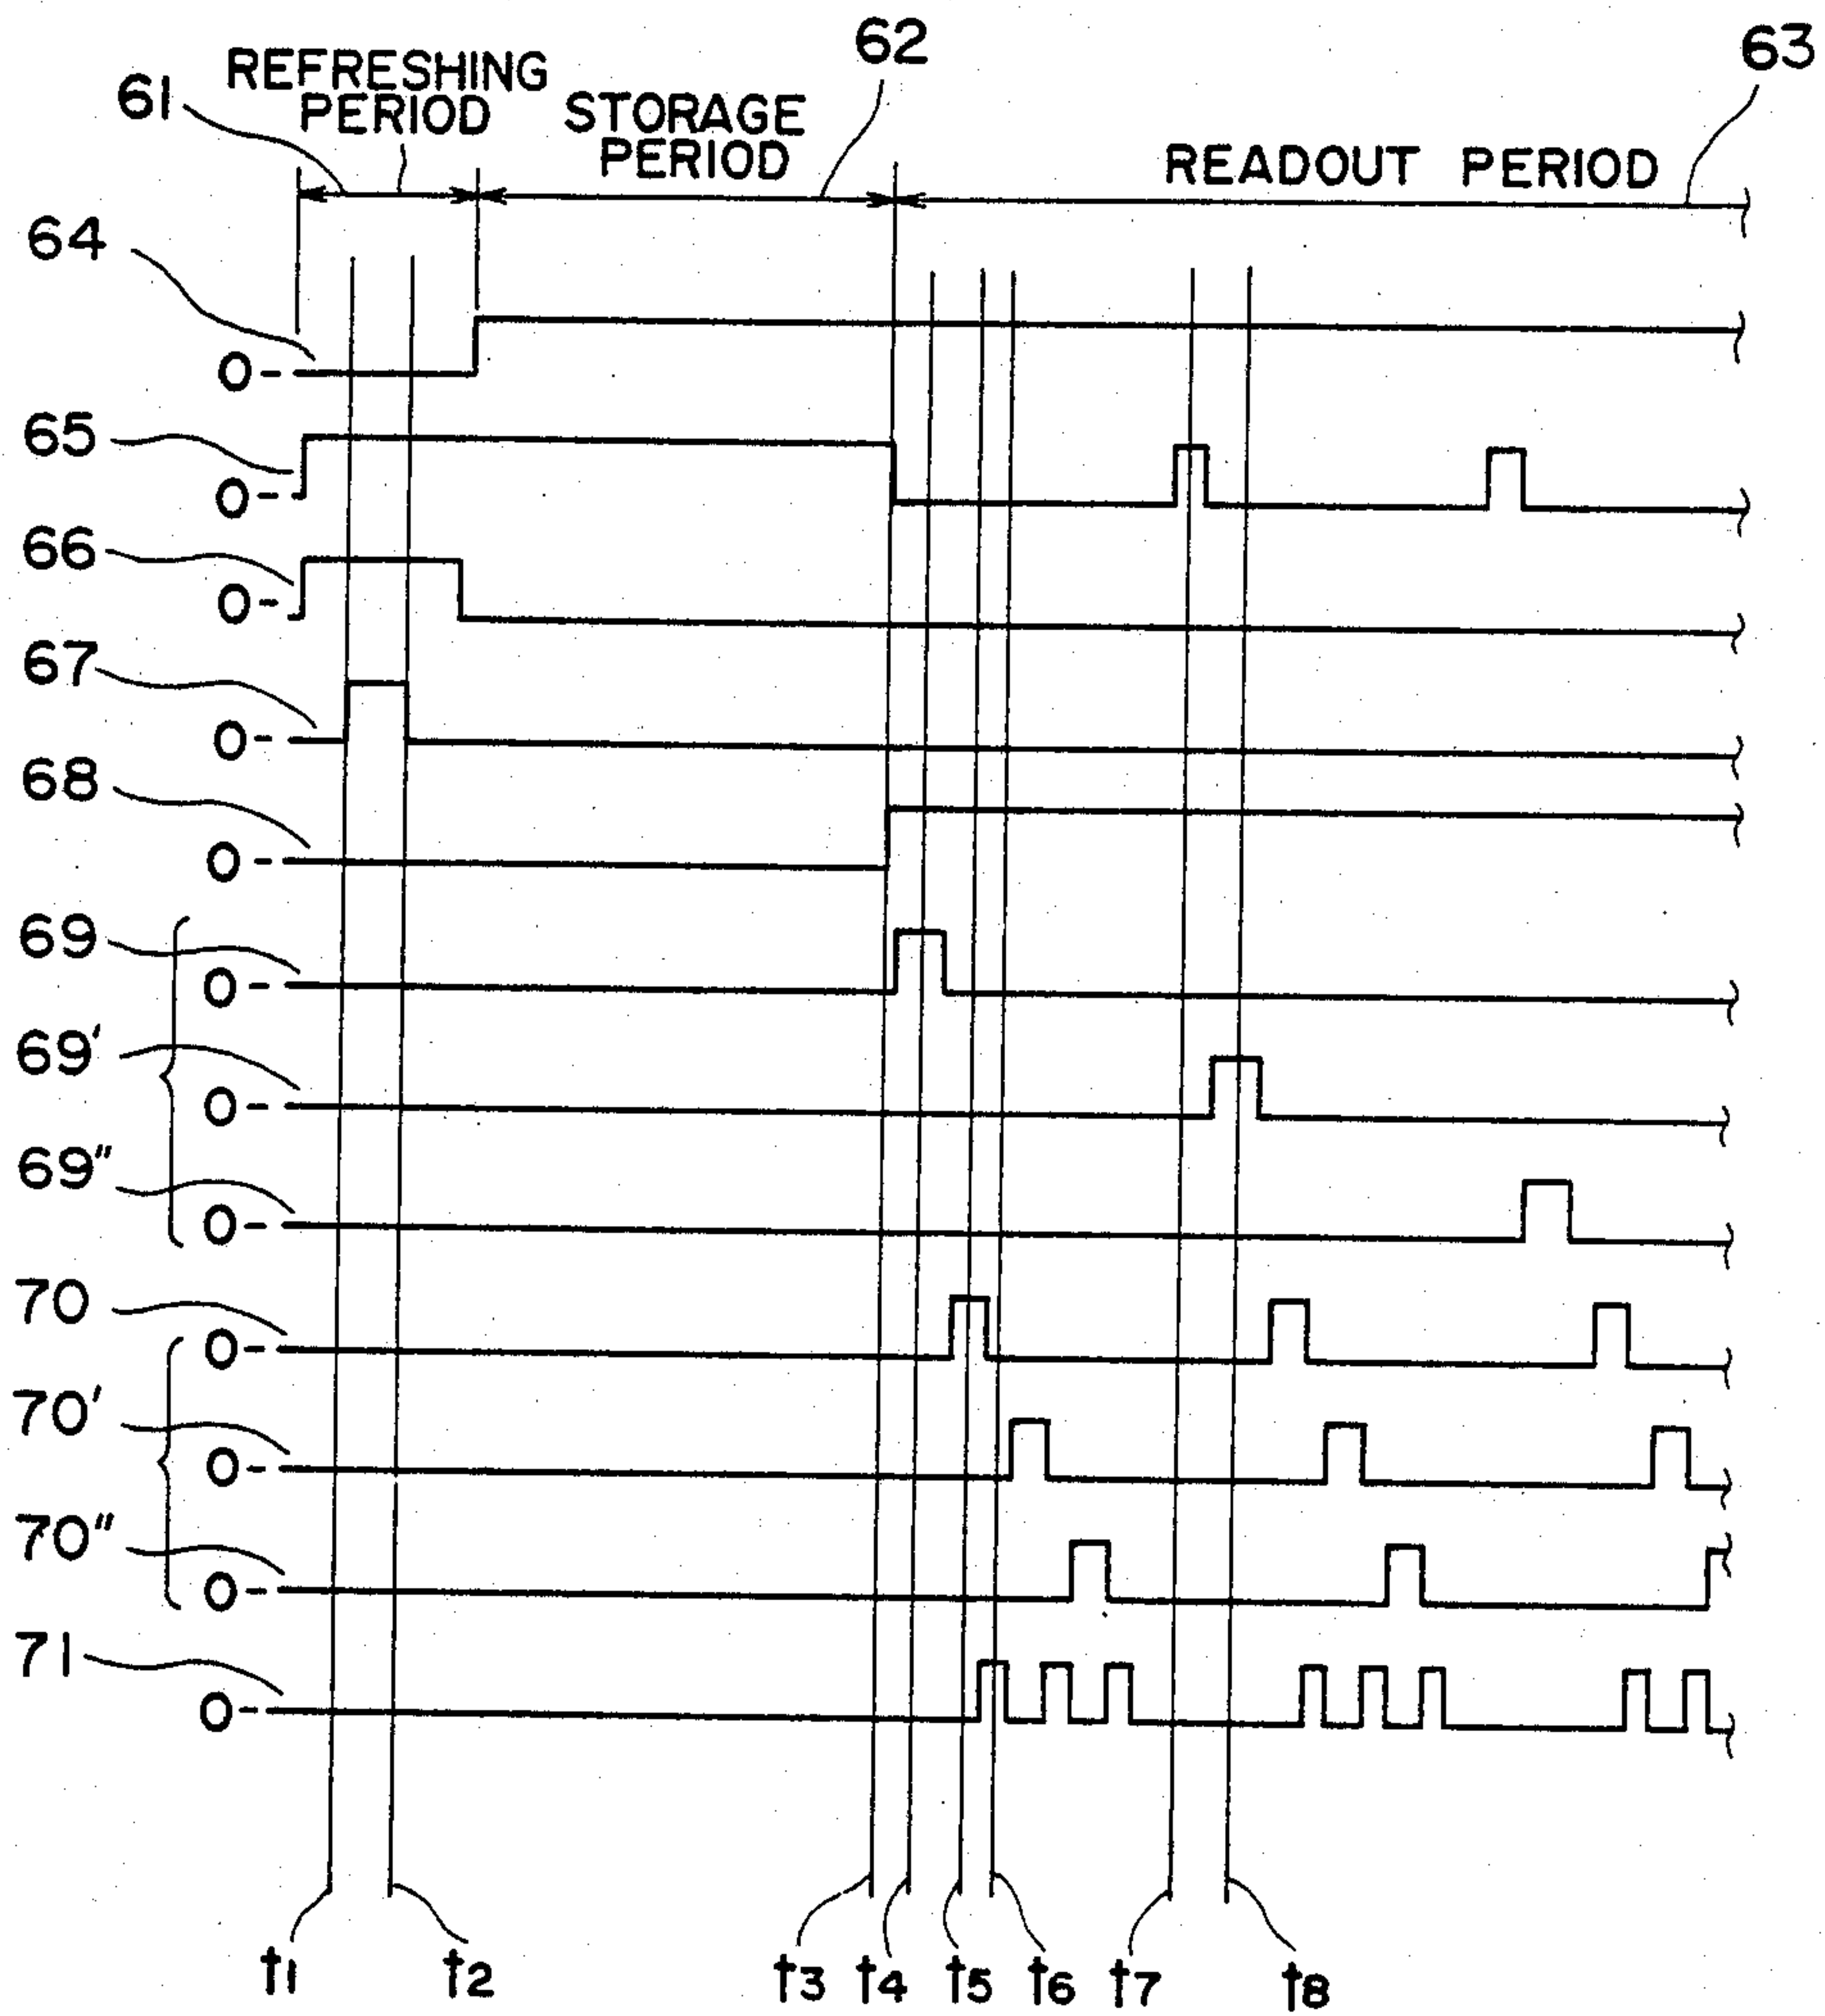 61
REFRESHING
PERIOD
STORAGE
PERIOD
62
READOUT PERIOD
63
64
0
65
0
66
0
67
0
68
0
69
0
69'
0
69"
0
70
0
70'
0
70"
0
71
0
t1
t2
t3
t4
t5
t6
t7
t8